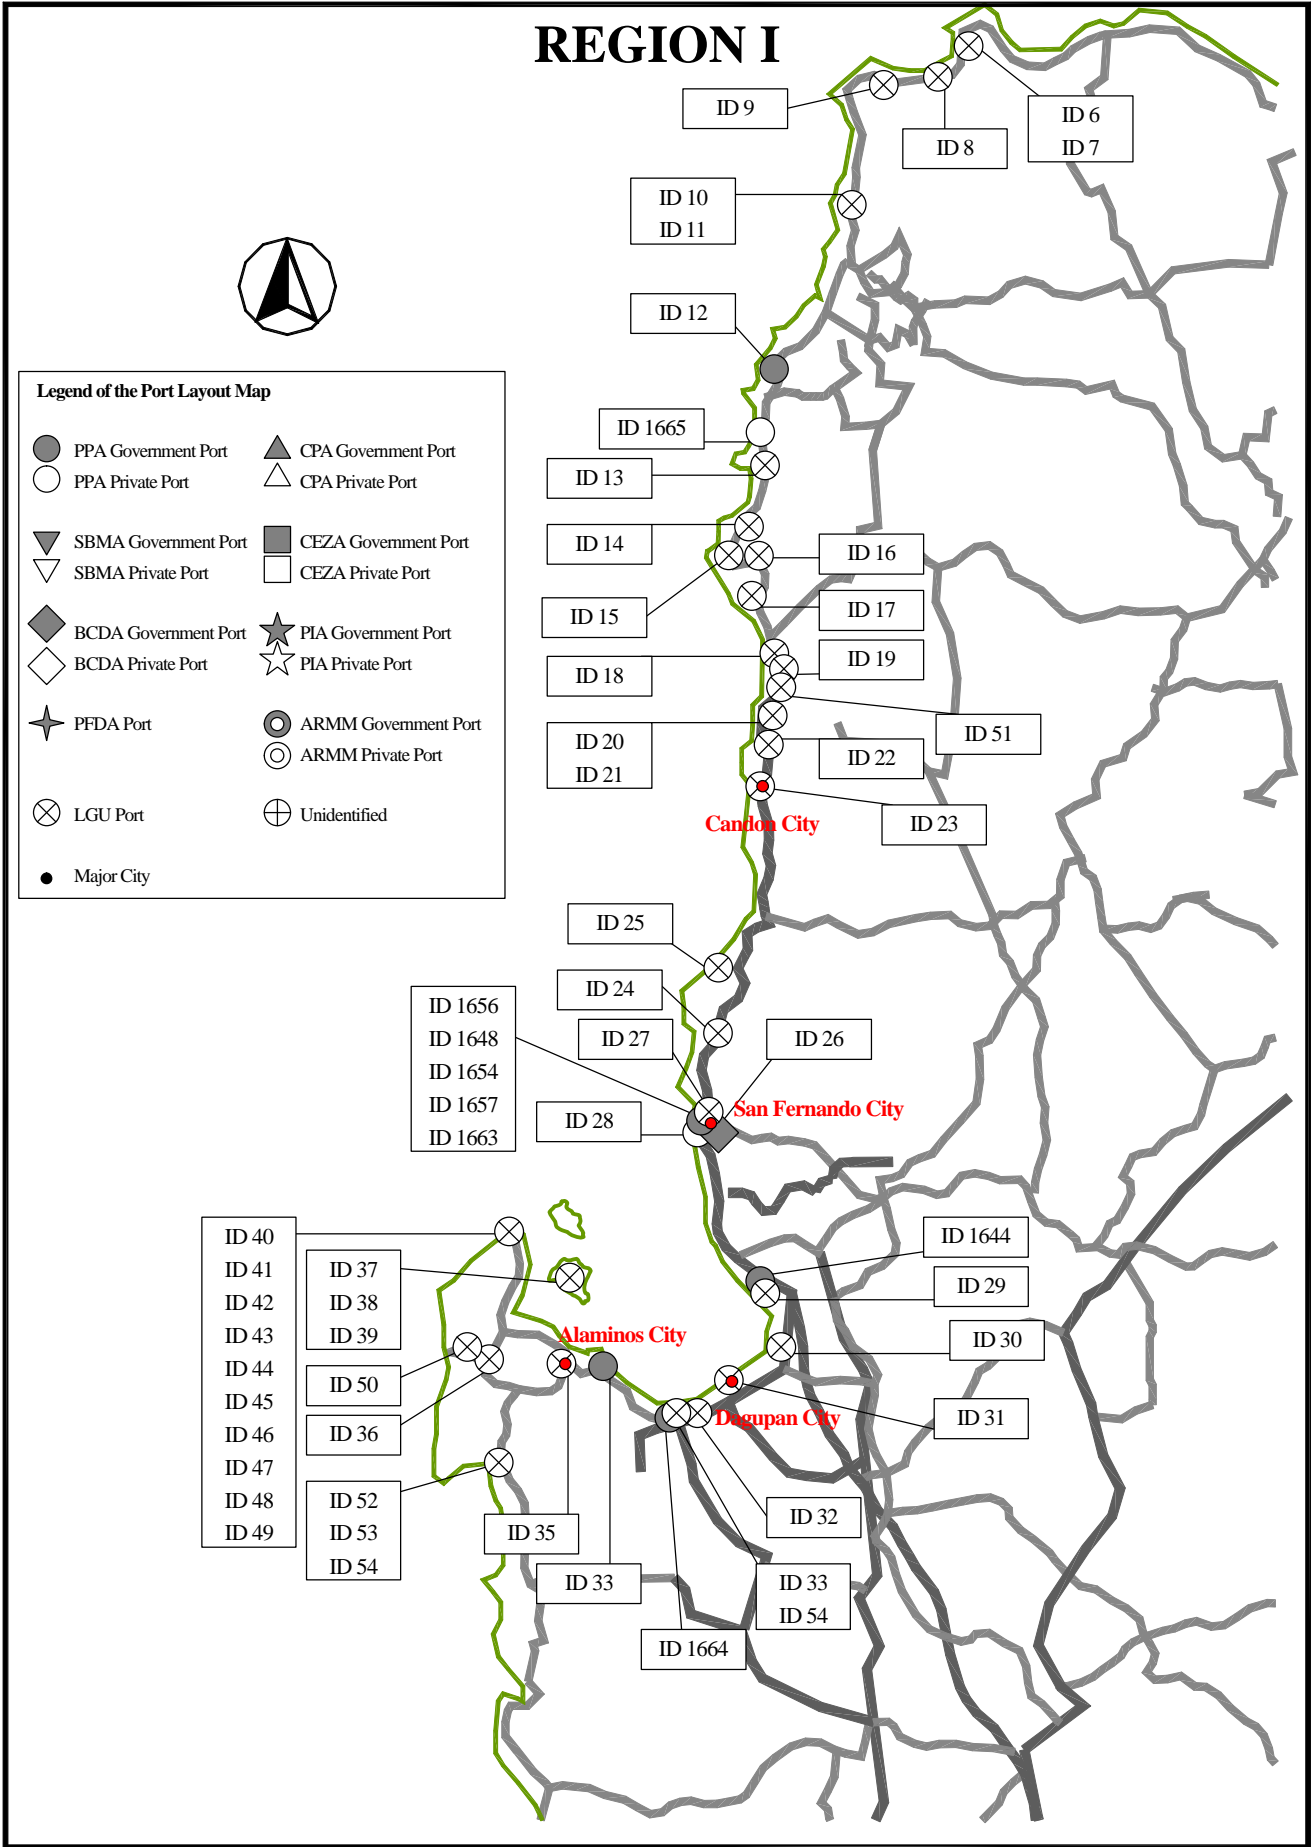 REGION I
ID 9
ID 8
ID 6
ID 7
ID 10
ID 11
ID 12
Legend of the Port Layout Map
PPA Government Port
CPA Government Port
PPA Private Port
CPA Private Port
SBMA Government Port
CEZA Government Port
SBMA Private Port
CEZA Private Port
BCDA Government Port
PIA Government Port
BCDA Private Port
PIA Private Port
PFDA Port
ARMM Government Port
ARMM Private Port
LGU Port
Unidentified
Major City
ID 1665
ID 13
ID 14
ID 16
ID 15
ID 17
ID 18
ID 19
ID 20
ID 21
ID 51
ID 22
Candon City
ID 23
ID 25
ID 24
ID 27
ID 26
ID 1656
ID 1648
ID 1654
ID 1657
ID 1663
San Fernando City
ID 28
ID 40
ID 41
ID 42
ID 43
ID 44
ID 45
ID 46
ID 47
ID 48
ID 49
ID 37
ID 38
ID 39
ID 50
ID 36
ID 52
ID 53
ID 54
ID 1644
ID 29
Alaminos City
ID 30
Dagupan City
ID 31
ID 32
ID 35
ID 33
ID 33
ID 54
ID 1664